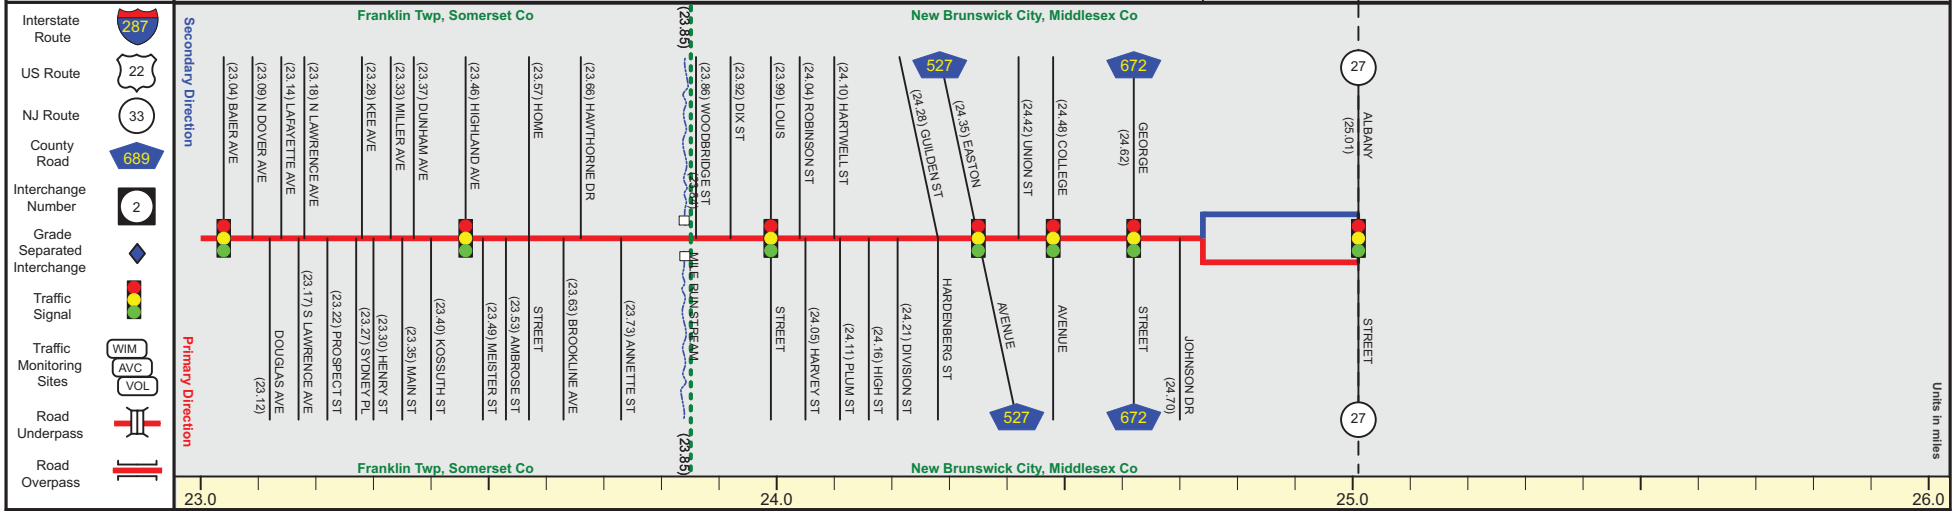 Interstate
Route
287
US Route
22
NJ Route
33
County
Road
689
Interchange
Number
2
Grade
Separated
Interchange
Traffic
Signal
Traffic
Monitoring
Sites
WIM
AVC
VOL
Road
Underpass
Road
Overpass
Secondary Direction
Primary Direction
Franklin Twp, Somerset Co
(23.85)
New Brunswick City, Middlesex Co
(23.04) BAIER AVE
(23.09) N DOVER AVE
(23.14) LAFAYETTE AVE
(23.18) N LAWRENCE AVE
(23.28) KEE AVE
(23.33) MILLER AVE
(23.37) DUNHAM AVE
(23.46) HIGHLAND AVE
(23.57) HOME
(23.66) HAWTHORNE DR
(23.86) WOODBRIDGE ST
(23.92) DIX ST
(23.99) LOUIS
(24.04) ROBINSON ST
(24.10) HARTWELL ST
(24.28) GUILDEN ST
527
(24.35) EASTON
(24.42) UNION ST
(24.48) COLLEGE
672
GEORGE
(24.62)
27
ALBANY
(25.01)
DOUGLAS AVE
(23.12)
(23.17) S LAWRENCE AVE
(23.22) PROSPECT ST
(23.27) SYDNEY PL
(23.30) HENRY ST
(23.35) MAIN ST
(23.40) KOSSUTH ST
(23.49) MEISTER ST
(23.53) AMBROSE ST
STREET
(23.63) BROOKLINE AVE
(23.73) ANNETTE ST
MILE RUN STREAM
STREET
(24.05) HARVEY ST
(24.11) PLUM ST
(24.16) HIGH ST
(24.21) DIVISION ST
HARDENBERG ST
AVENUE
527
AVENUE
STREET
672
JOHNSON DR
(24.70)
STREET
27
Franklin Twp, Somerset Co
(23.85)
New Brunswick City, Middlesex Co
Units in miles
23.0
24.0
25.0
26.0